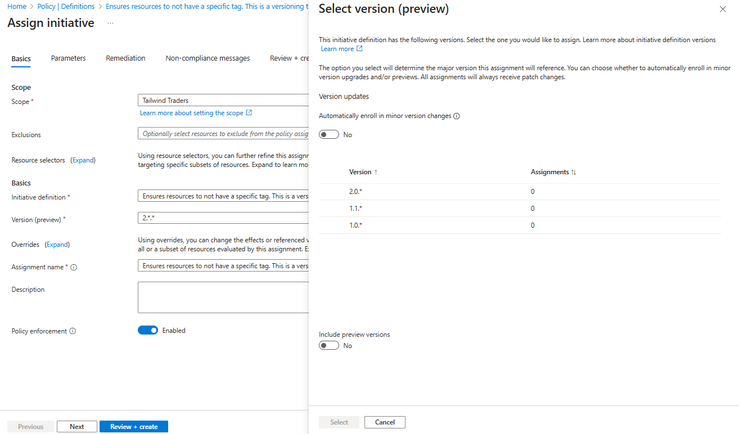 Home > Policy | Definitions > Ensures resources to not have a specific tag. This is a versioning t
Assign initiative ...
Basics Parameters Remediation Non-compliance messages Review + cre
Scope
Scope * Tailwind Traders
Learn more about setting the scope
Exclusions Optionally select resources to exclude from the policy assig
Resource selectors (Expand) Using resource selectors, you can further refine this assignm
targeting specific subsets of resources. Expand to learn mo
Basics
Initiative definition * Ensures resources to not have a specific tag. This is a vers
Version (preview) * 2.*.*
Overrides (Expand) Using overrides, you can change the effects or referenced v
all or a subset of resources evaluated by this assignment. E
Assignment name * Ensures resources to not have a specific tag. This is a vers
Description
Policy enforcement Enabled
Previous Next Review + create
Select version (preview)
This initiative definition has the following versions. Select the one you would like to assign. Learn more about initiative definition versions
Learn more
The option you select will determine the major version this assignment will reference. You can choose whether to automatically enroll in minor
version upgrades and/or previews. All assignments will always receive patch changes.
Version updates
Automatically enroll in minor version changes
No
Version ↑ Assignments ↑↓
2.0.* 0
1.1.* 0
1.0.* 0
Include preview versions
No
Select Cancel